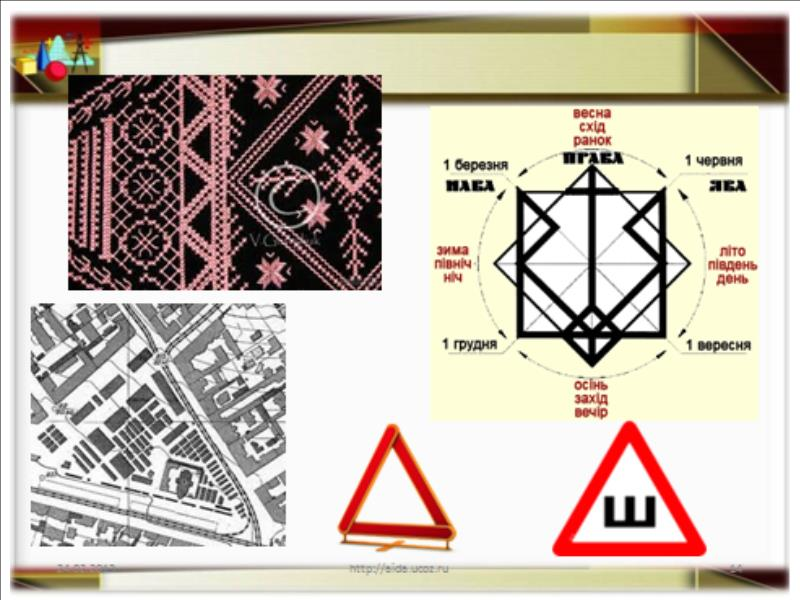 весна
схід
ранок
ПРАВА
1 березня
НАВА
1 червня
ЯВА
зима
північ
ніч
літо
південь
день
1 грудня
1 вересня
осінь
захід
вечір
Ш
http://aida.ucoz.ru
14